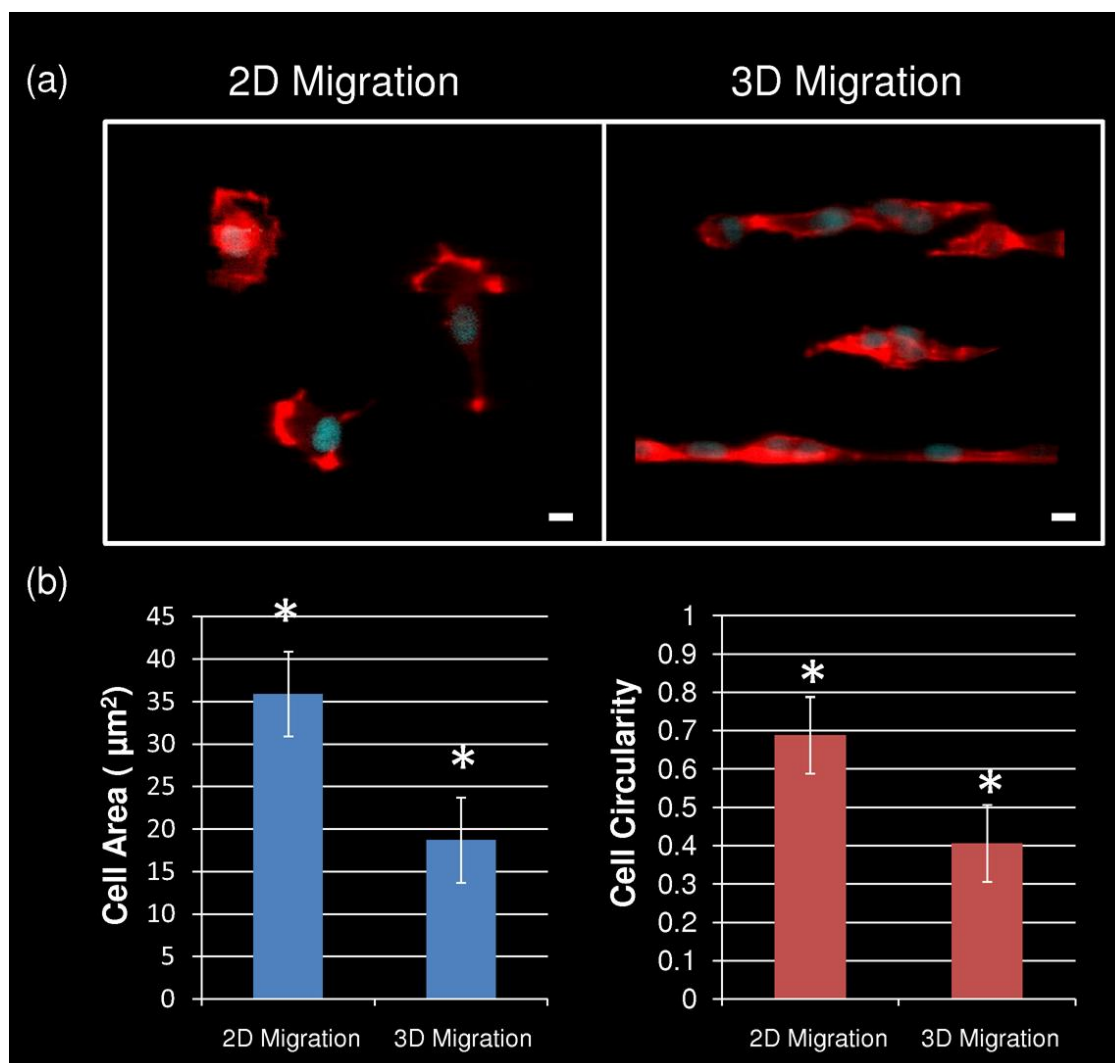 (a)
2D Migration
3D Migration
(b)
Cell Area ( µm²)
45
40
35
30
25
20
15
10
5
0
*
*
2D Migration
3D Migration
Cell Circularity
1
0.9
0.8
0.7
0.6
0.5
0.4
0.3
0.2
0.1
0
*
*
2D Migration
3D Migration